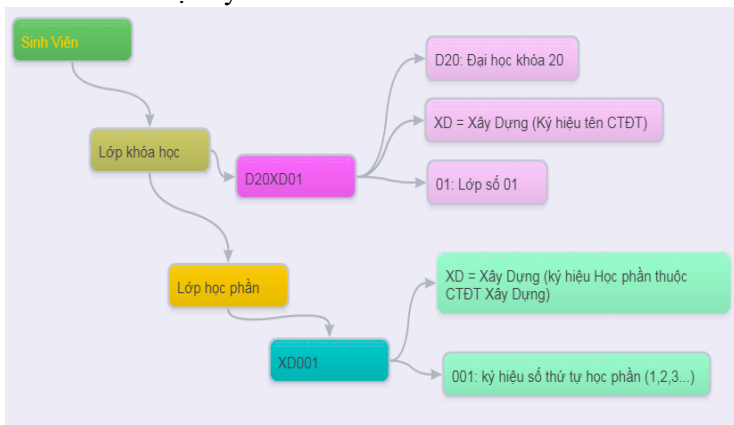 Sinh Viên
D20: Đại học khóa 20
XD = Xây Dựng (Ký hiệu tên CTĐT)
Lớp khóa học
D20XD01
01: Lớp số 01
Lớp học phần
XD = Xây Dựng (ký hiệu Học phần thuộc
CTĐT Xây Dựng)
XD001
001: ký hiệu số thứ tự học phần (1,2,3...)